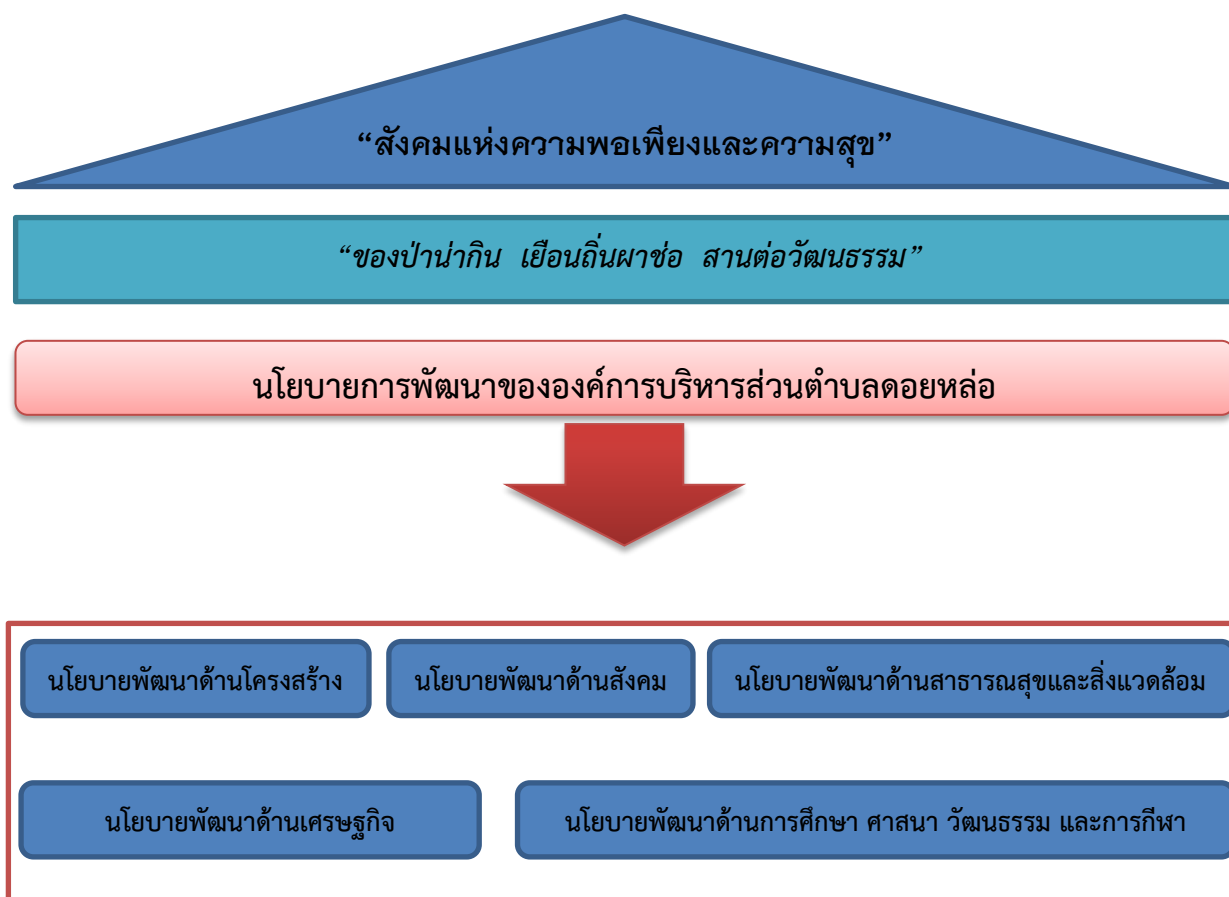 “สังคมแห่งความพอเพียงและความสุข”
“ของป่าน่ากิน เยือนถิ่นผาช่อ สานต่อวัฒนธรรม”
นโยบายการพัฒนาขององค์การบริหารส่วนตำบลดอยหล่อ
นโยบายพัฒนาด้านโครงสร้าง
นโยบายพัฒนาด้านสังคม
นโยบายพัฒนาด้านสาธารณสุขและสิ่งแวดล้อม
นโยบายพัฒนาด้านเศรษฐกิจ
นโยบายพัฒนาด้านการศึกษา ศาสนา วัฒนธรรม และการกีฬา